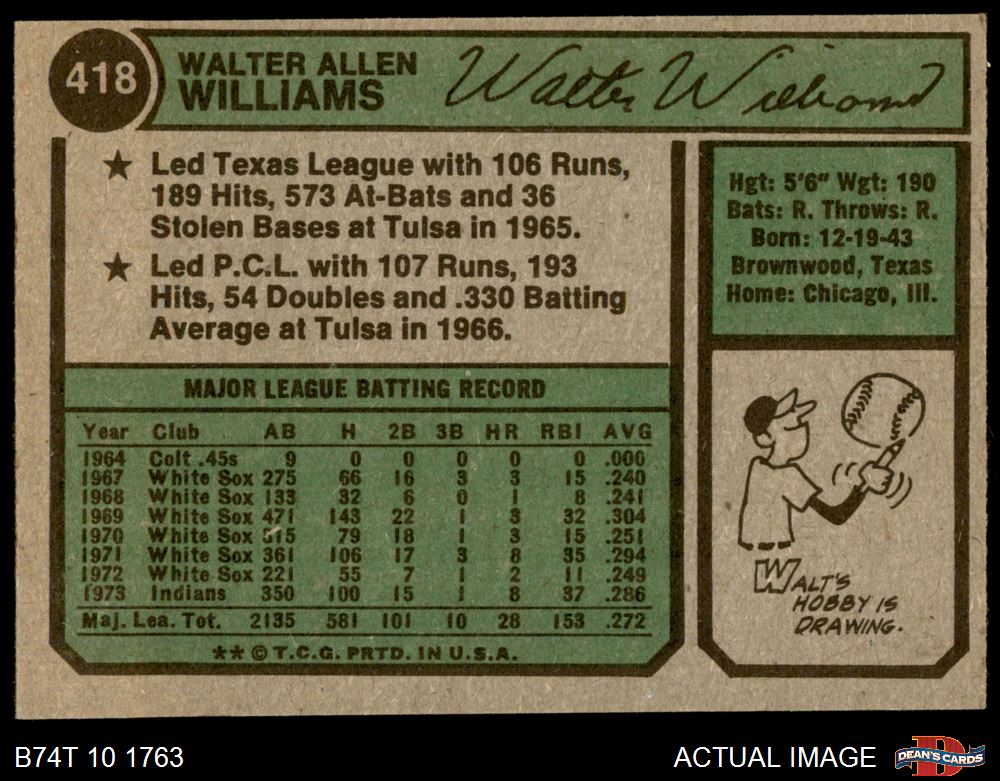 418
WALTER ALLEN
WILLIAMS
Walter Williams
★ Led Texas League with 106 Runs,
189 Hits, 573 At-Bats and 36
Stolen Bases at Tulsa in 1965.
★ Led P.C.L. with 107 Runs, 193
Hits, 54 Doubles and .330 Batting
Average at Tulsa in 1966.
Hgt: 5'6" Wgt: 190
Bats: R. Throws: R.
Born: 12-19-43
Brownwood, Texas
Home: Chicago, Ill.
MAJOR LEAGUE BATTING RECORD
Year Club AB H 2B 3B HR RBI AVG
1964 Colt .45s 9 0 0 0 0 0 .000
1967 White Sox 275 66 16 3 3 15 .240
1968 White Sox 133 32 6 0 1 8 .241
1969 White Sox 471 143 22 1 3 32 .304
1970 White Sox 315 79 18 1 3 15 .251
1971 White Sox 361 106 17 3 8 35 .294
1972 White Sox 221 55 7 1 2 11 .249
1973 Indians 350 100 15 1 8 37 .286
Maj. Lea. Tot. 2135 581 101 10 28 153 .272
** © T.C.G. PRTD. IN U.S.A.
WALT'S
HOBBY IS
DRAWING.
B74T 10 1763
ACTUAL IMAGE
D
DEAN'S CARDS